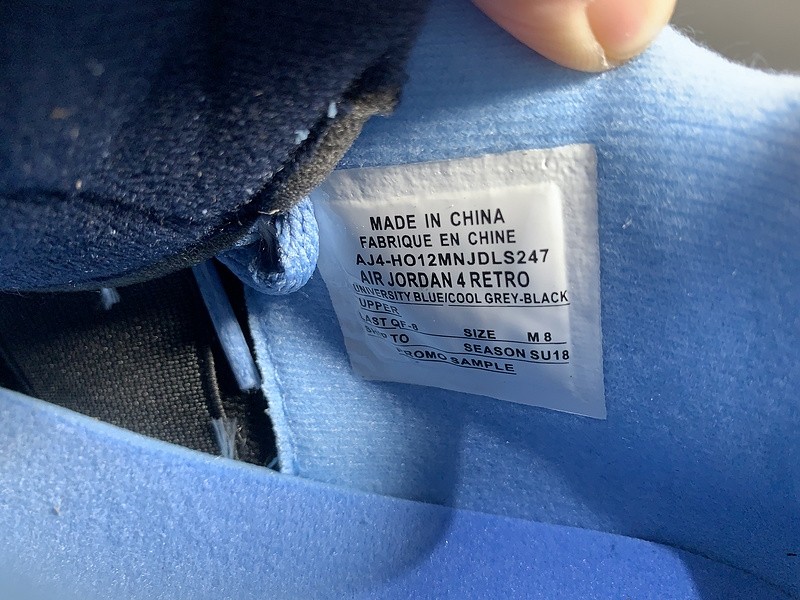 MADE IN CHINA
FABRIQUE EN CHINE
AJ4-HO12MNJDLS247
AIR JORDAN 4 RETRO
UNIVERSITY BLUE/COOL GREY-BLACK
UPPER
LAST QF-8 SIZE M 8
SHIP TO SEASON SU18
PROMO SAMPLE